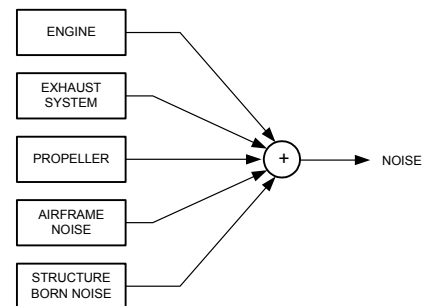 ENGINE
EXHAUST
SYSTEM
PROPELLER
AIRFRAME
NOISE
STRUCTURE
BORN NOISE
+
NOISE